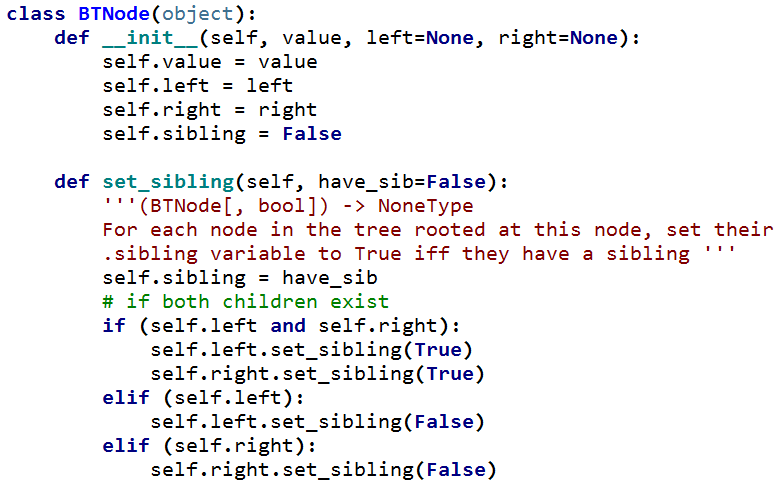 class BTNode(object):
    def __init__(self, value, left=None, right=None):
        self.value = value
        self.left = left
        self.right = right
        self.sibling = False

    def set_sibling(self, have_sib=False):
        '''(BTNode[, bool]) -> NoneType
        For each node in the tree rooted at this node, set their
        .sibling variable to True iff they have a sibling '''
        self.sibling = have_sib
        # if both children exist
        if (self.left and self.right):
            self.left.set_sibling(True)
            self.right.set_sibling(True)
        elif (self.left):
            self.left.set_sibling(False)
        elif (self.right):
            self.right.set_sibling(False)